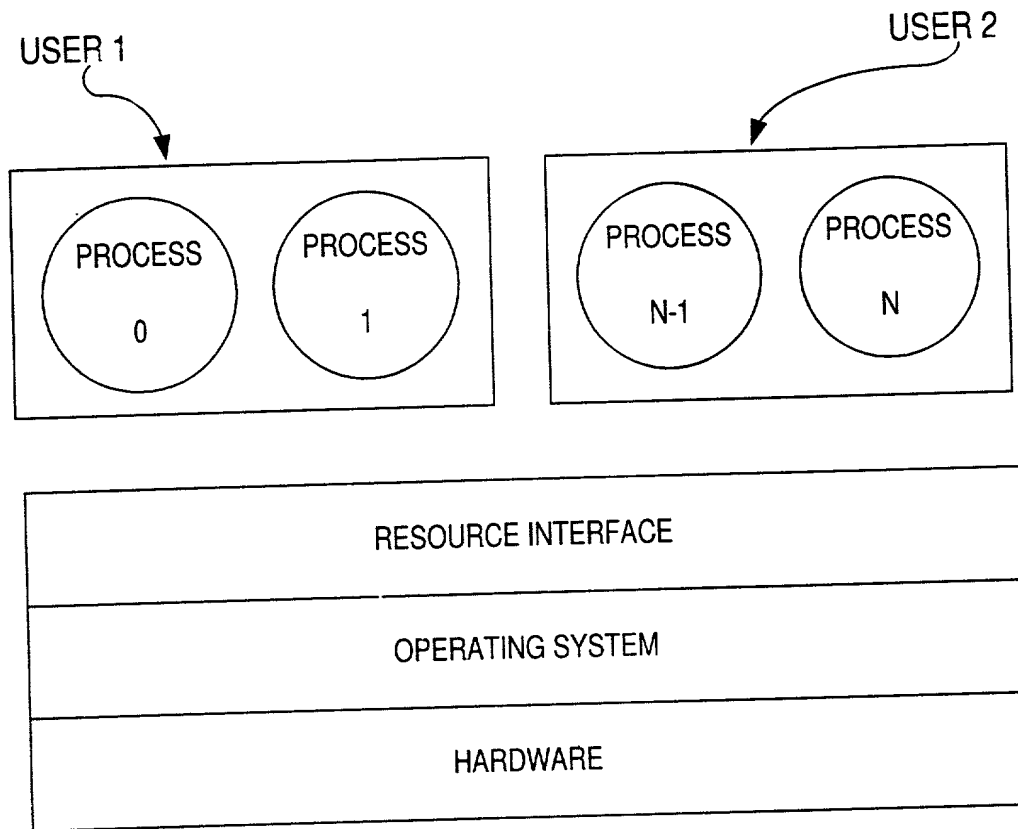 USER 1
USER 2
PROCESS
0
PROCESS
1
PROCESS
N-1
PROCESS
N
RESOURCE INTERFACE
OPERATING SYSTEM
HARDWARE